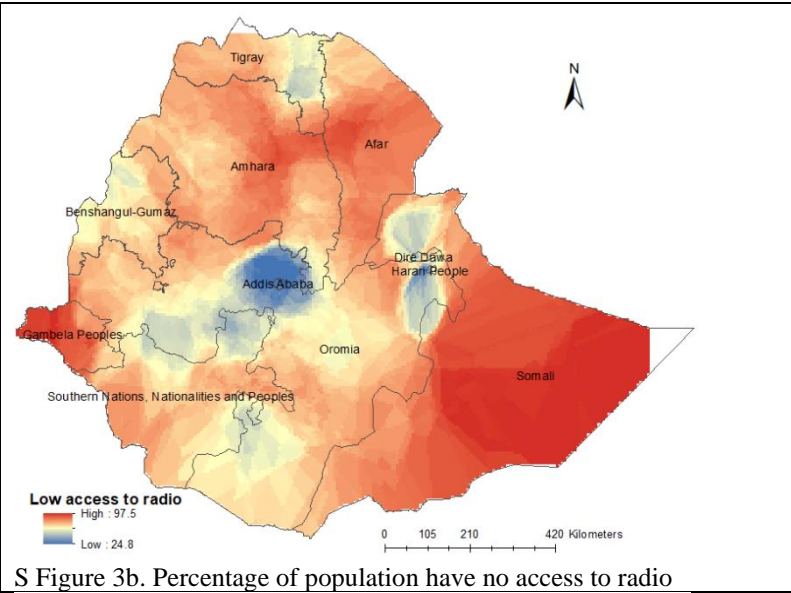 N
Tigray
Afar
Amhara
Benshangul-Gumaz
Dire Dawa
Harari People
Addis Ababa
Gambela Peoples
Oromia
Somali
Southern Nations, Nationalities and Peoples
Low access to radio
High : 97.5
Low : 24.8
0 105 210 420 Kilometers
S Figure 3b. Percentage of population have no access to radio